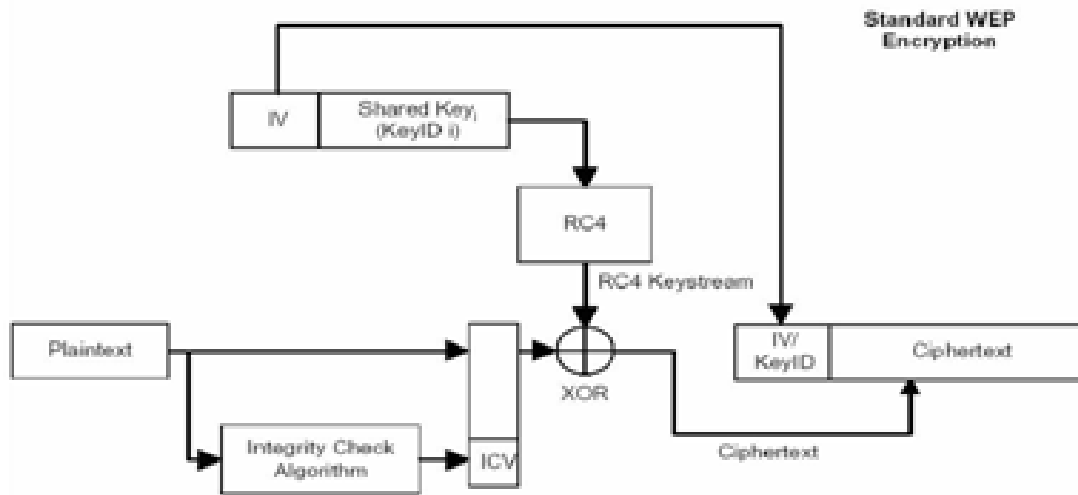 Standard WEP
Encryption
IV
Shared Keyᵢ
(KeyID i)
RC4
RC4 Keystream
Plaintext
XOR
IV/
KeyID
Ciphertext
Integrity Check
Algorithm
ICV
Ciphertext